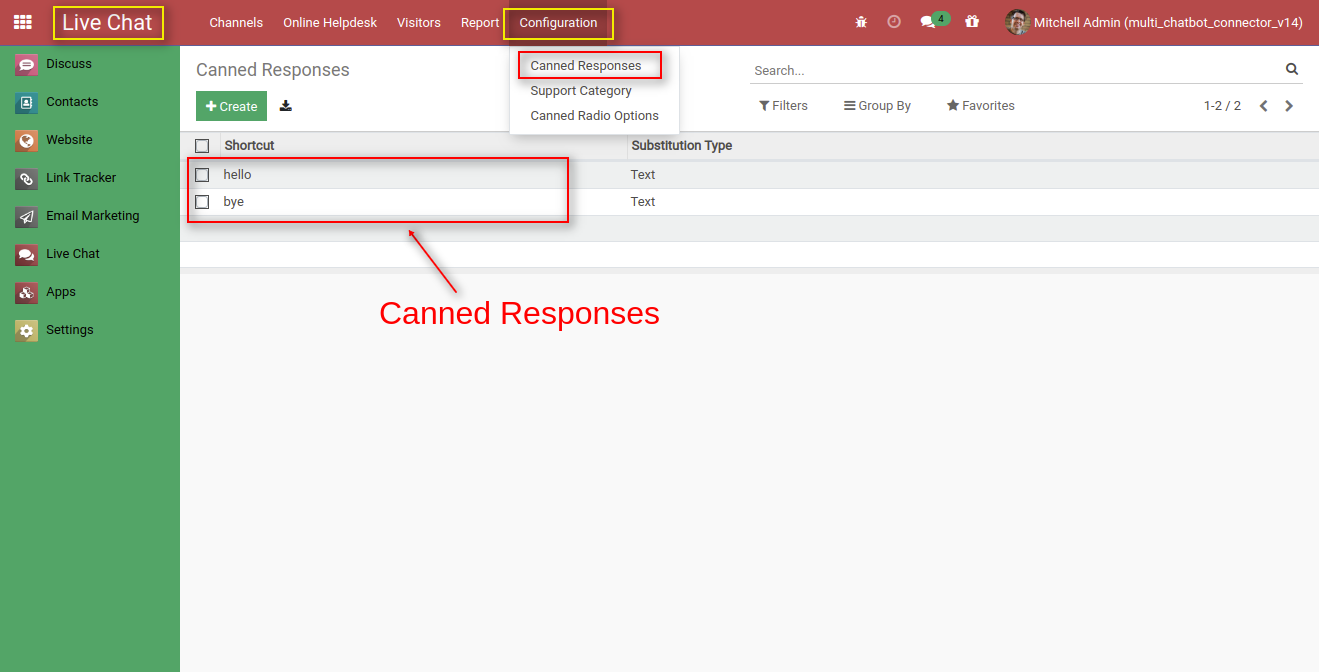 Live Chat Channels Online Helpdesk Visitors Report Configuration 4 Mitchell Admin (multi_chatbot_connector_v14)
Discuss
Contacts
Website
Link Tracker
Email Marketing
Live Chat
Apps
Settings
Canned Responses
Create
Canned Responses
Support Category
Canned Radio Options
Search...
Filters Group By Favorites 1-2 / 2
Shortcut Substitution Type
hello Text
bye Text
Canned Responses